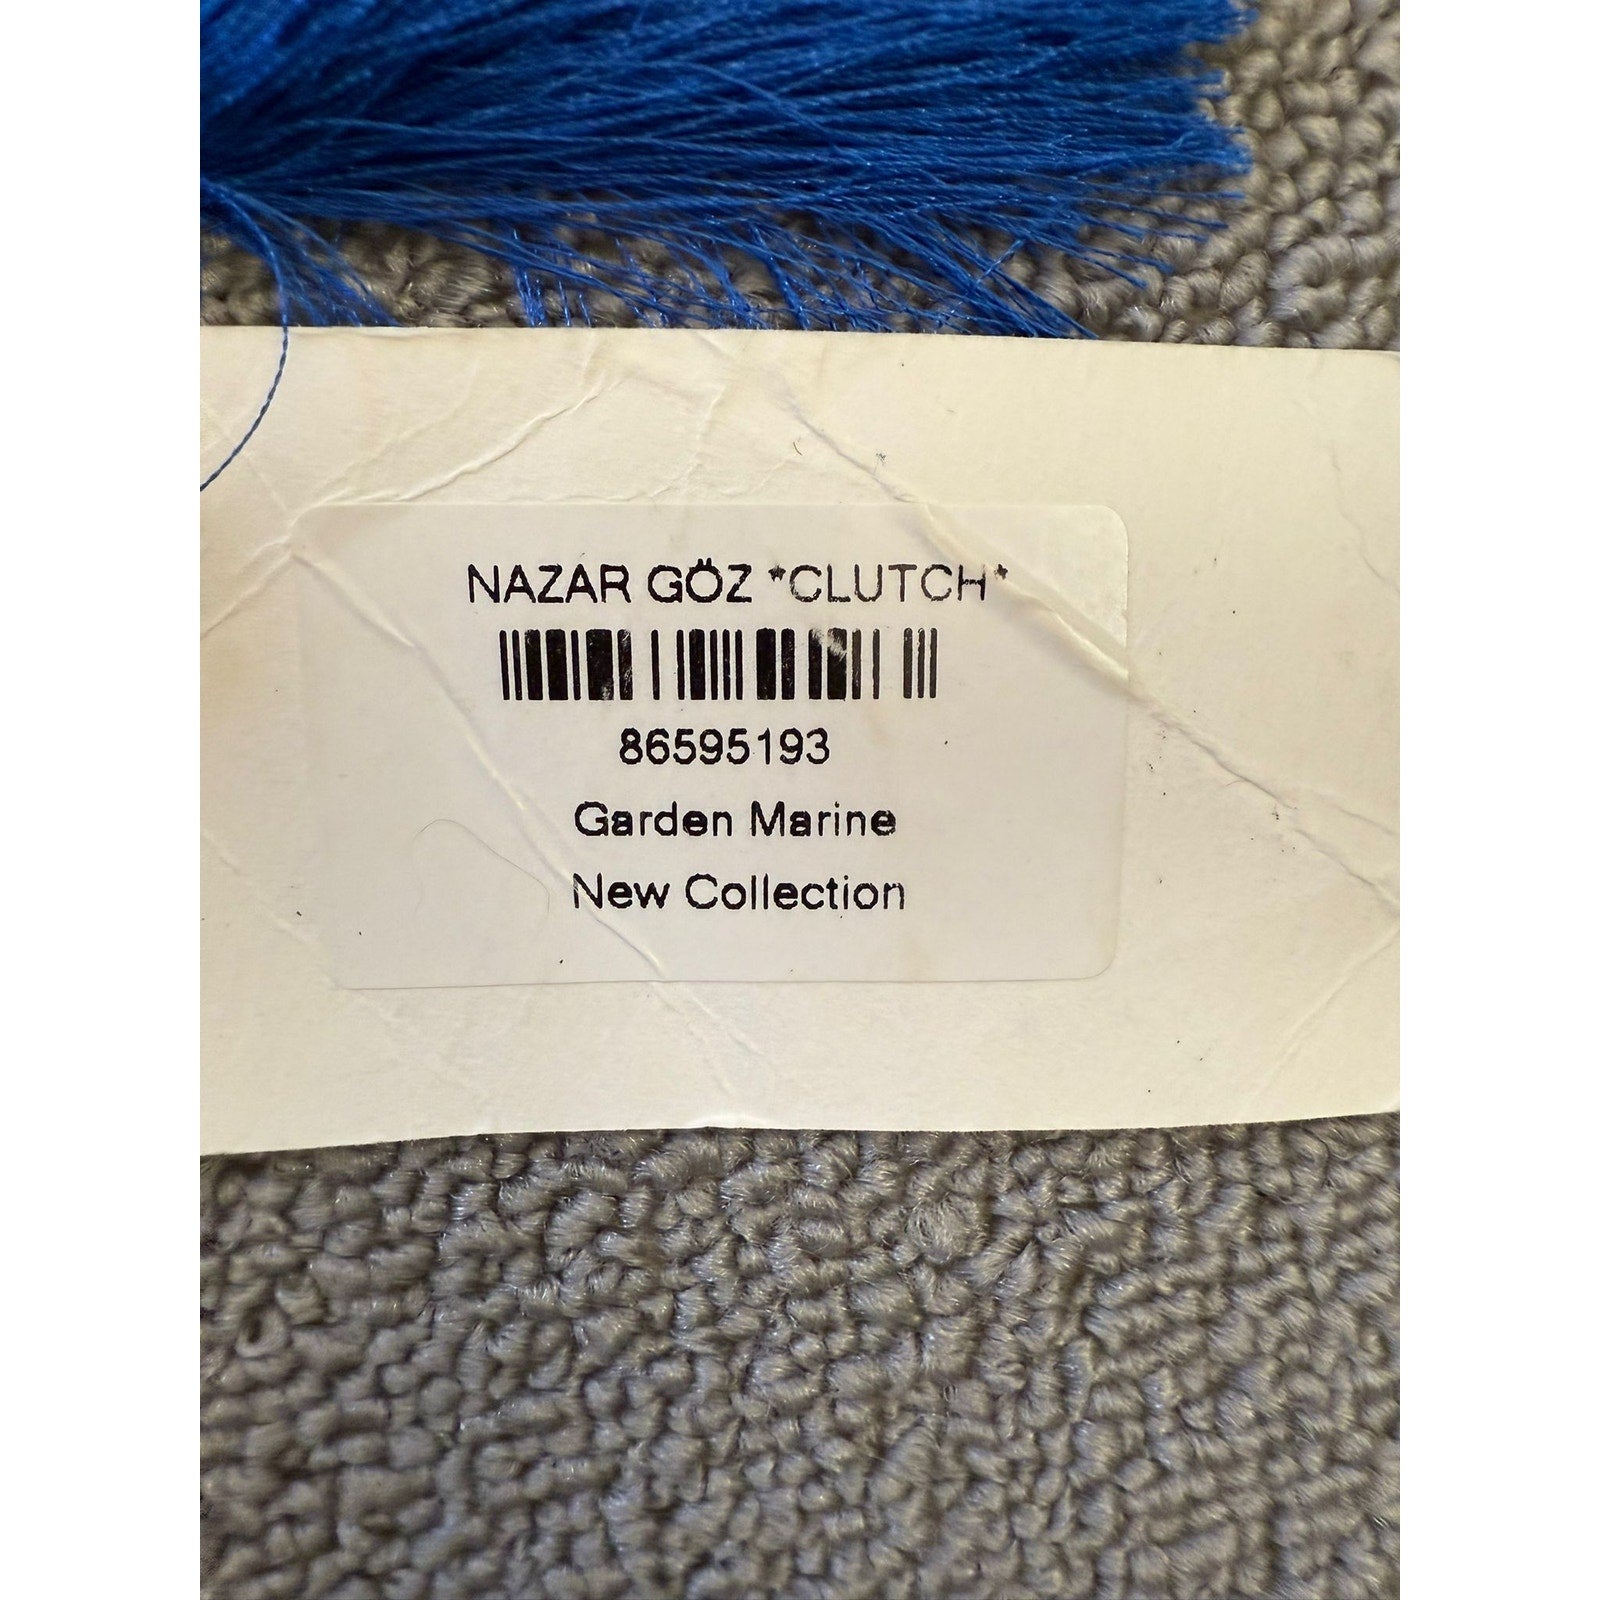 NAZAR GÖZ *CLUTCH*
86595193
Garden Marine
New Collection